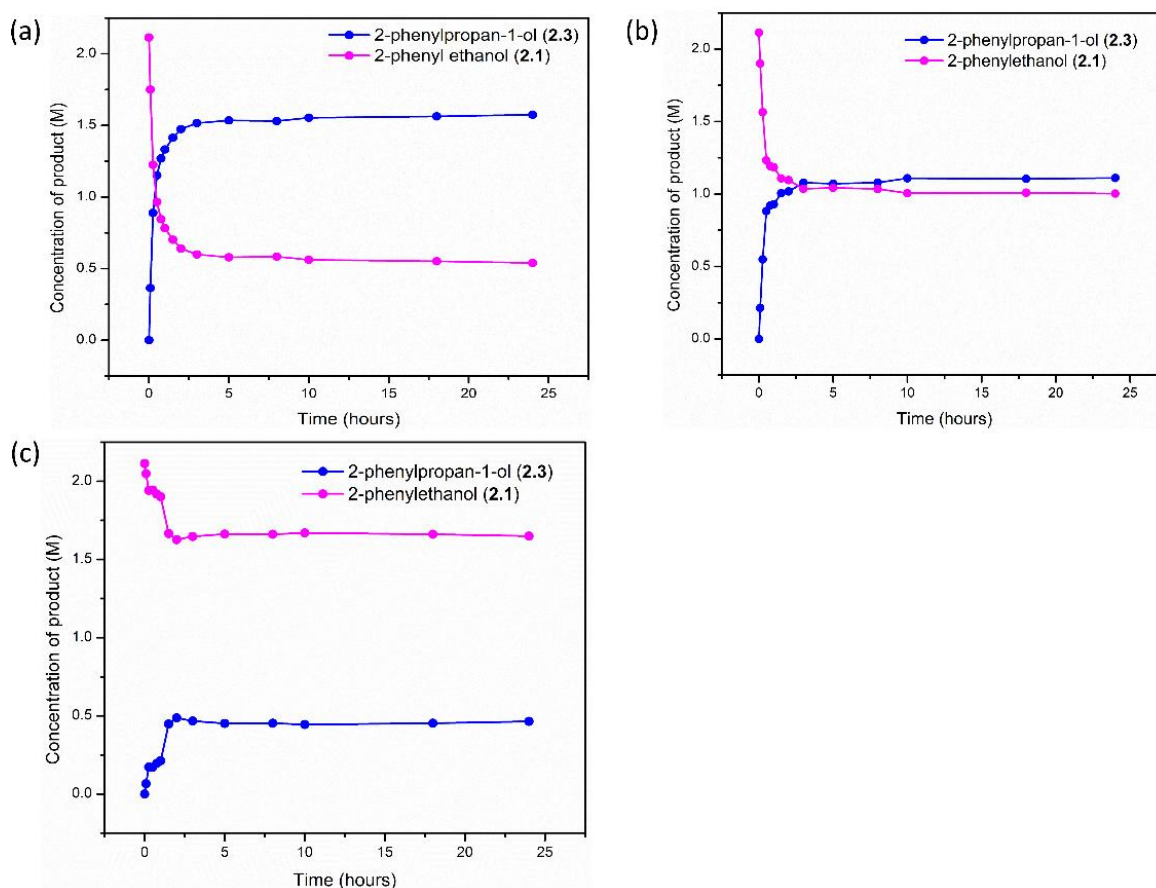 (a)
2-phenylpropan-1-ol (2.3)
2-phenyl ethanol (2.1)
Concentration of product (M)
2.0
1.5
1.0
0.5
0.0
0 5 10 15 20 25
Time (hours)
(b)
2-phenylpropan-1-ol (2.3)
2-phenylethanol (2.1)
Concentration of product (M)
2.0
1.5
1.0
0.5
0.0
0 5 10 15 20 25
Time (hours)
(c)
2-phenylpropan-1-ol (2.3)
2-phenylethanol (2.1)
Concentration of product (M)
2.0
1.5
1.0
0.5
0.0
0 5 10 15 20 25
Time (hours)